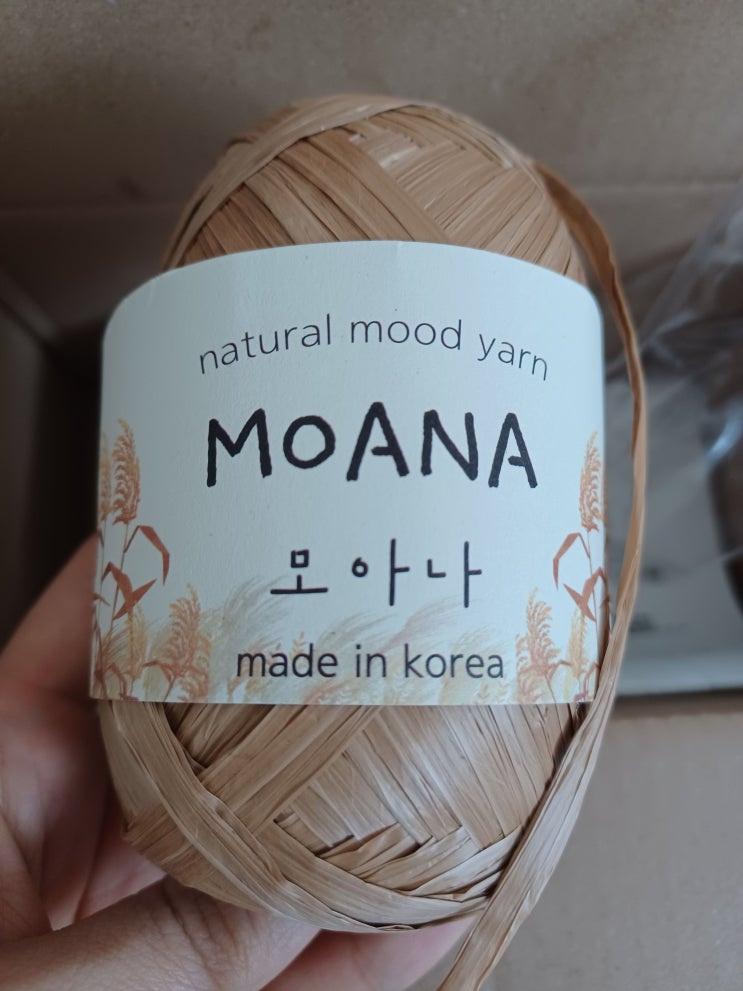 natural mood yarn
MOANA
모아나
made in korea